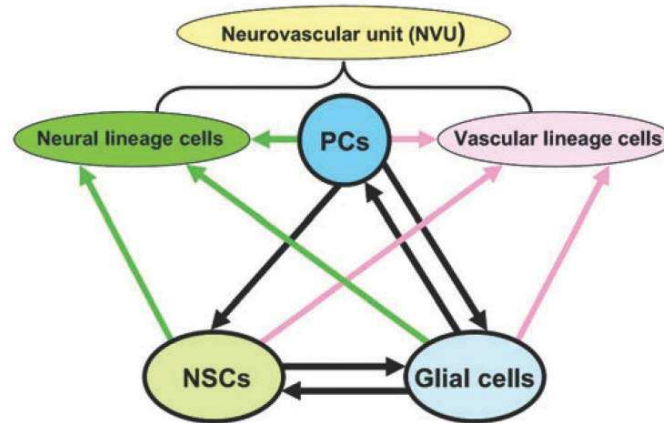 Neurovascular unit (NVU)
Neural lineage cells
PCs
Vascular lineage cells
NSCs
Glial cells